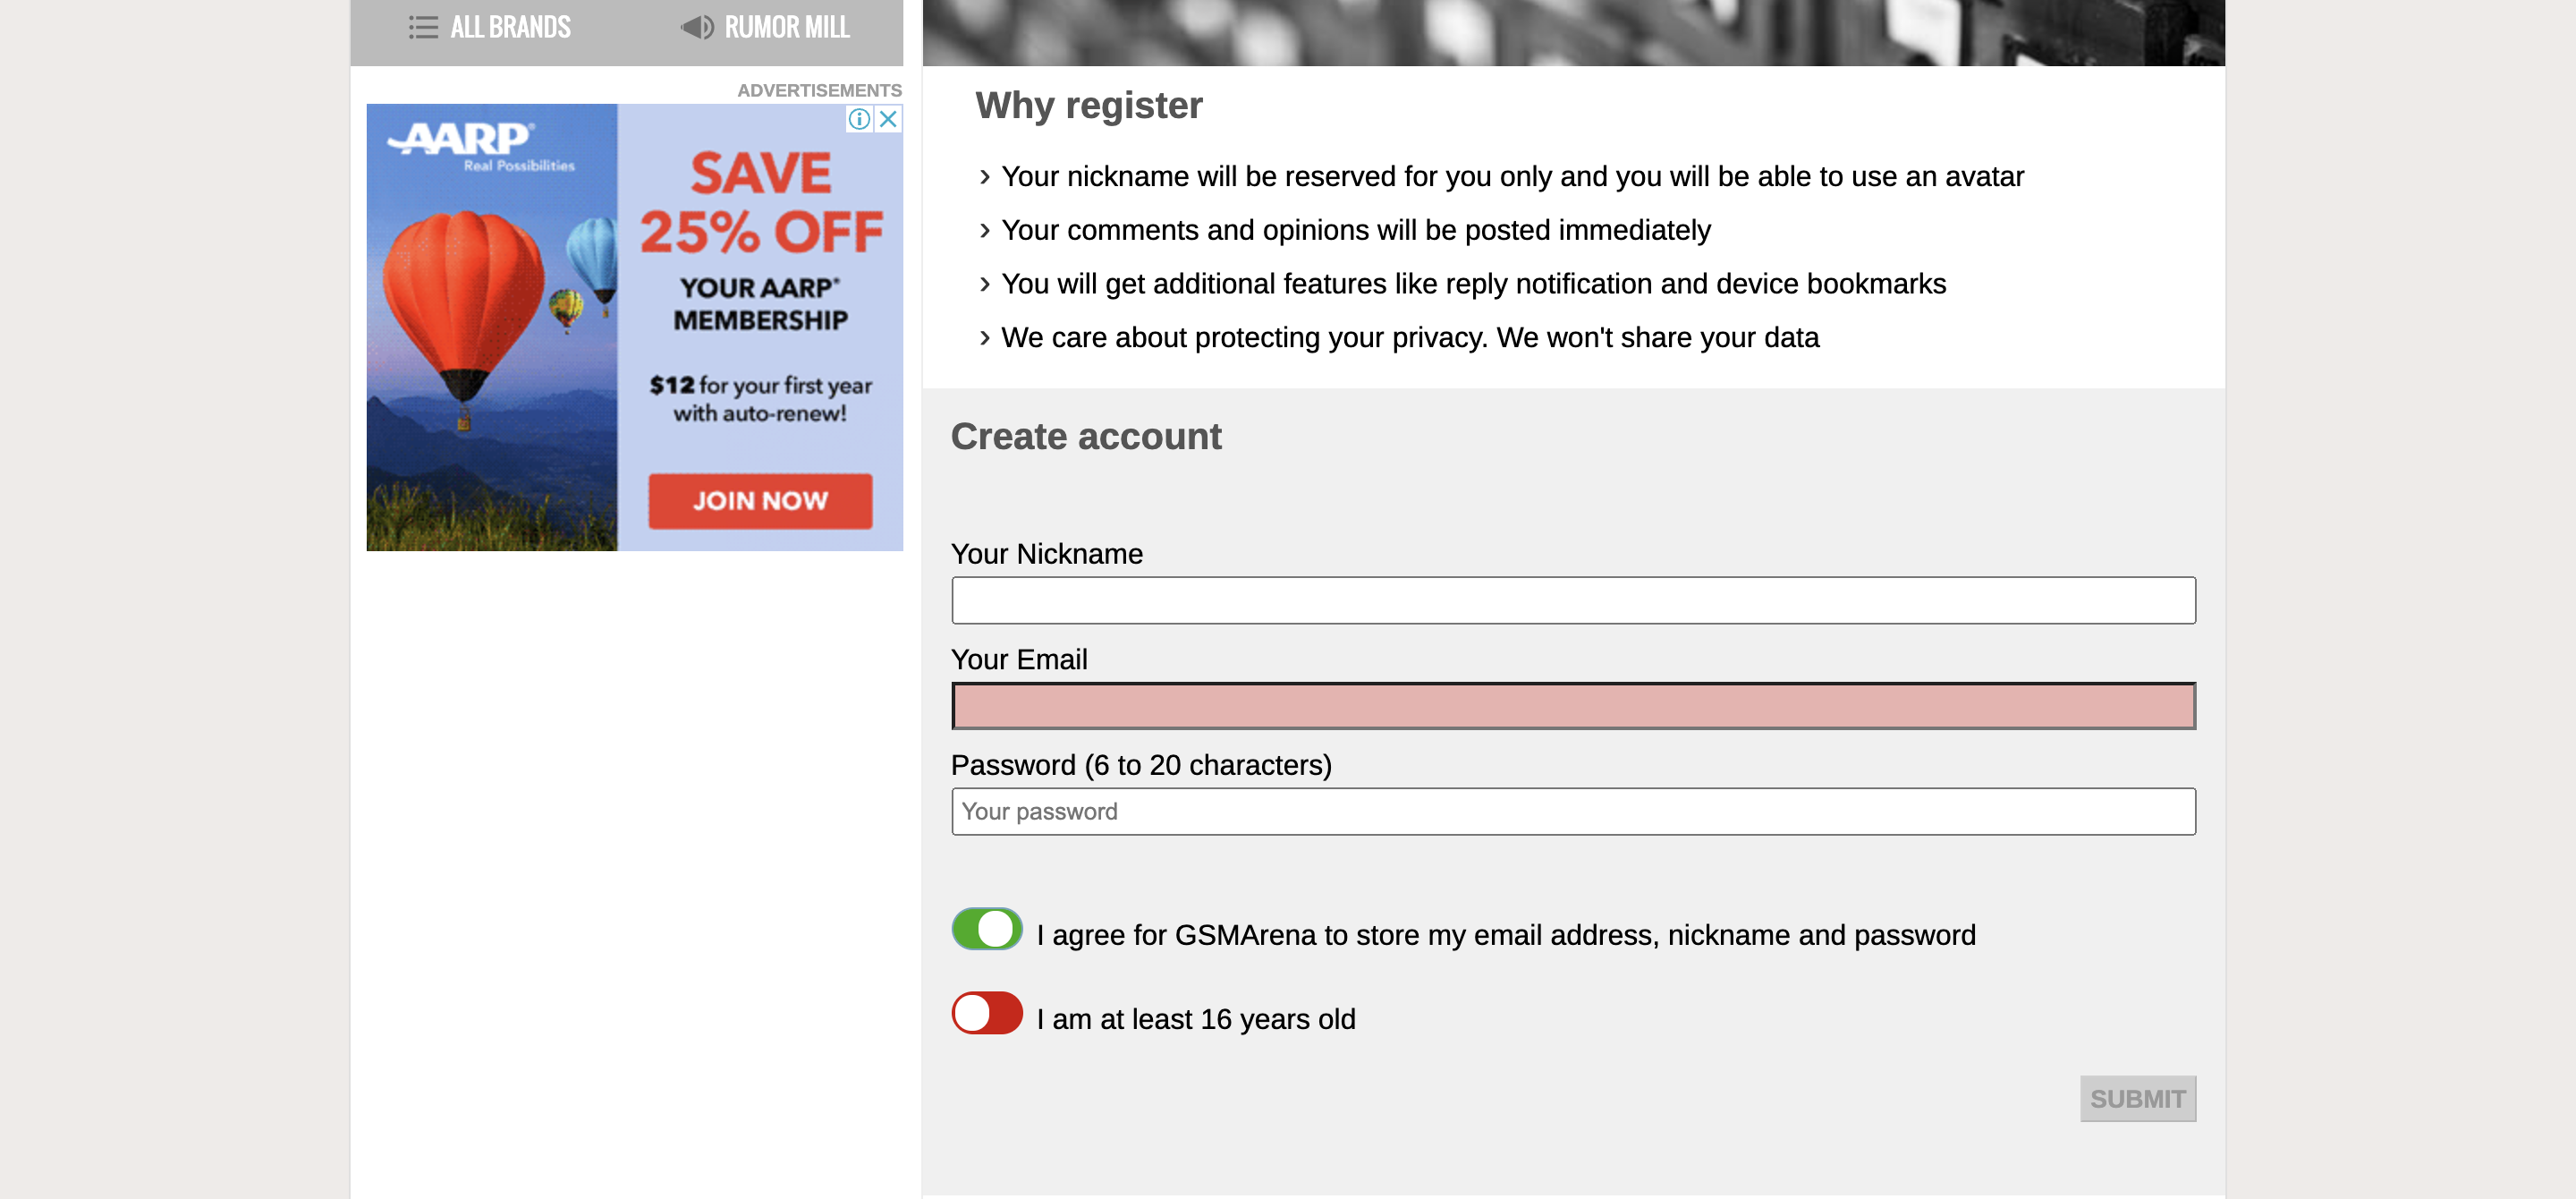 ALL BRANDS
RUMOR MILL
ADVERTISEMENTS
AARP®
Real Possibilities
SAVE
25% OFF
YOUR AARP®
MEMBERSHIP
$12 for your first year
with auto-renew!
JOIN NOW
Why register
Your nickname will be reserved for you only and you will be able to use an avatar
Your comments and opinions will be posted immediately
You will get additional features like reply notification and device bookmarks
We care about protecting your privacy. We won't share your data
Create account
Your Nickname
Your Email
Password (6 to 20 characters)
Your password
I agree for GSMArena to store my email address, nickname and password
I am at least 16 years old
SUBMIT